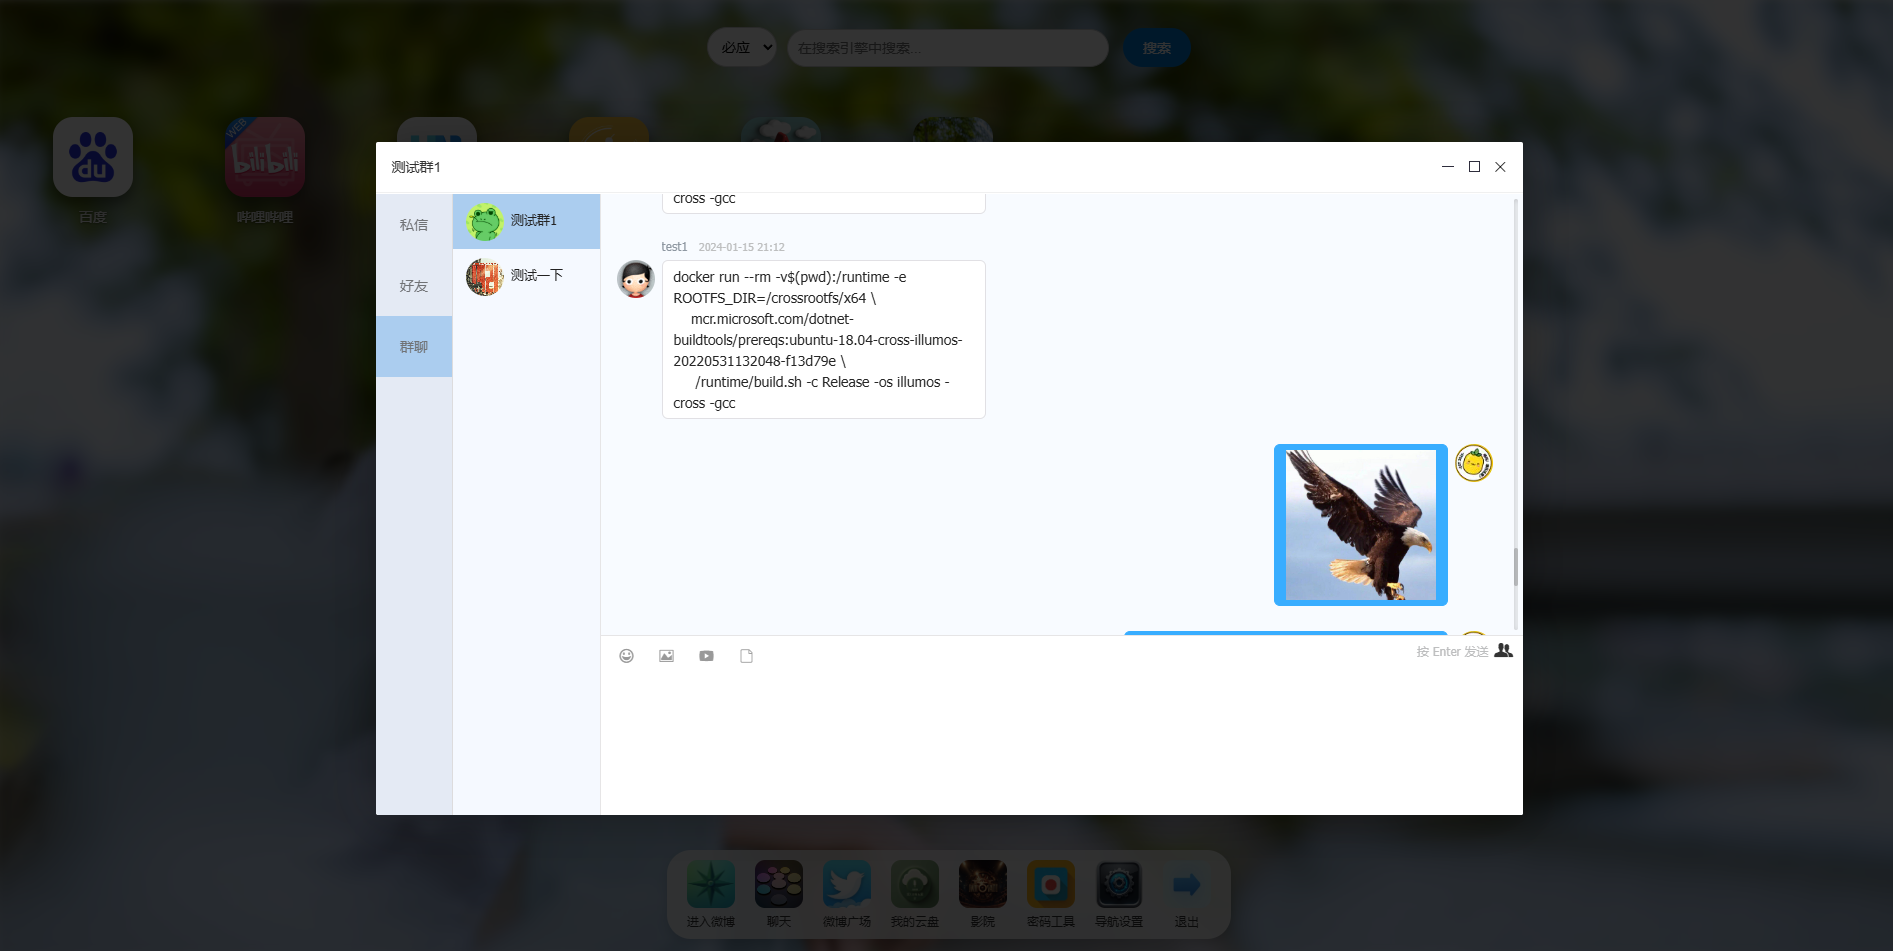 必应
在搜索引擎中搜索...
搜索
du
WEB
bilibili
百度
哔哩哔哩
测试群1
私信
好友
群聊
测试群1
测试一下
cross -gcc
test1 2024-01-15 21:12
docker run --rm -v$(pwd):/runtime -e
ROOTFS_DIR=/crossrootfs/x64 \
mcr.microsoft.com/dotnet-
buildtools/prereqs:ubuntu-18.04-cross-illumos-
20220531132048-f13d79e \
/runtime/build.sh -c Release -os illumos -
cross -gcc
按 Enter 发送
进入微博
聊天
微博广场
我的云盘
影院
密码工具
导航设置
退出